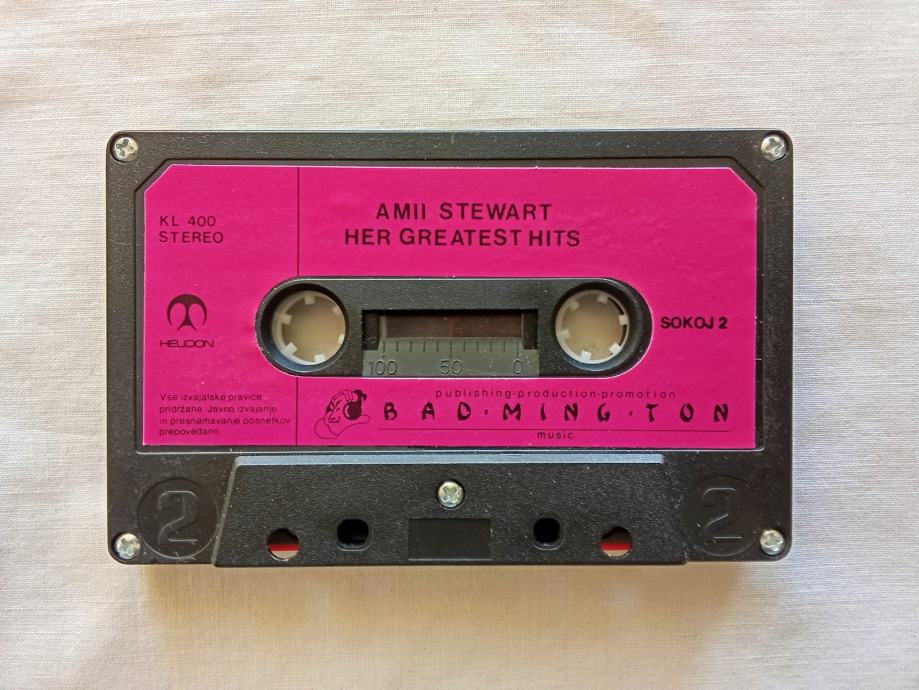 AMII STEWART
HER GREATEST HITS
KL 400
STEREO
HELIDON
SOKOJ 2
100 50 0
Vse izvajalske pravice
pridržane. Javno izvajanje
in presnemavanje posnetkov
prepovedano.
publishing·production·promotion
BAD·MING·TON
music
2
2